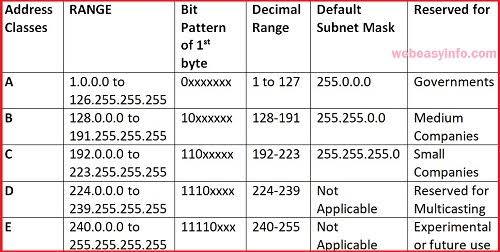 Address Classes | RANGE | Bit Pattern of 1st byte | Decimal Range | Default Subnet Mask | Reserved for
webeasyinfo.com
A | 1.0.0.0 to 126.255.255.255 | 0xxxxxxx | 1 to 127 | 255.0.0.0 | Governments
B | 128.0.0.0 to 191.255.255.255 | 10xxxxxx | 128-191 | 255.255.0.0 | Medium Companies
C | 192.0.0.0 to 223.255.255.255 | 110xxxxx | 192-223 | 255.255.255.0 | Small Companies
D | 224.0.0.0 to 239.255.255.255 | 1110xxxx | 224-239 | Not Applicable | Reserved for Multicasting
E | 240.0.0.0 to 255.255.255.255 | 11110xxx | 240-255 | Not Applicable | Experimental or future use